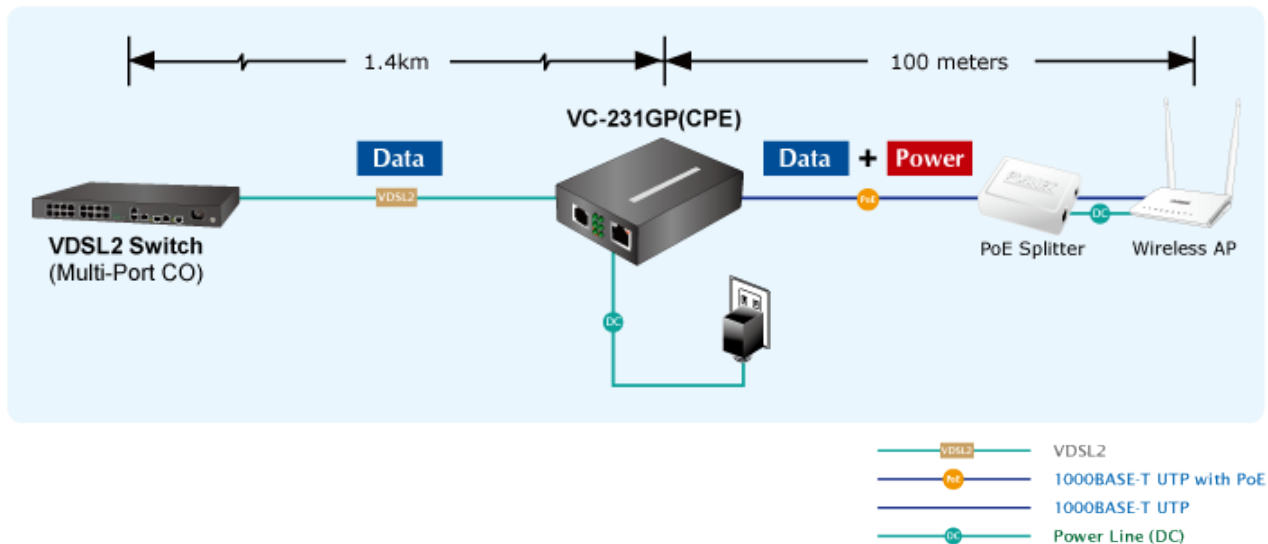 1.4km
100 meters
VC-231GP(CPE)
Data
Data + Power
VDSL2
PoE
DC
VDSL2 Switch
(Multi-Port CO)
PoE Splitter
Wireless AP
DC
VDSL2
VDSL2
PoE
1000BASE-T UTP with PoE
1000BASE-T UTP
DC
Power Line (DC)